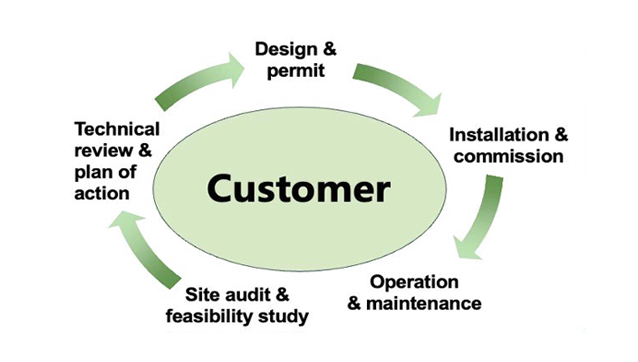 Design &
permit
Technical
review &
plan of
action
Installation &
commission
Customer
Operation
& maintenance
Site audit &
feasibility study